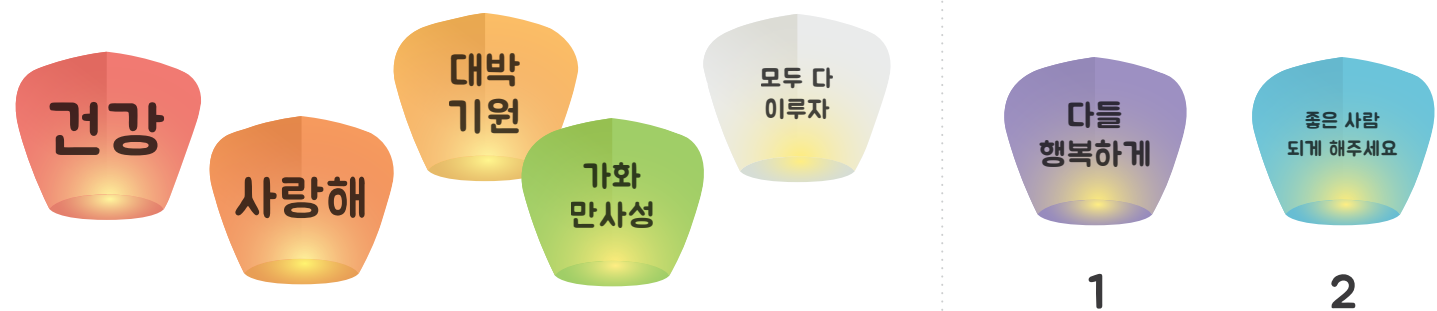 건강
사랑해
대박
기원
가화
만사성
모두 다
이루자
다들
행복하게
좋은 사람
되게 해주세요
1
2